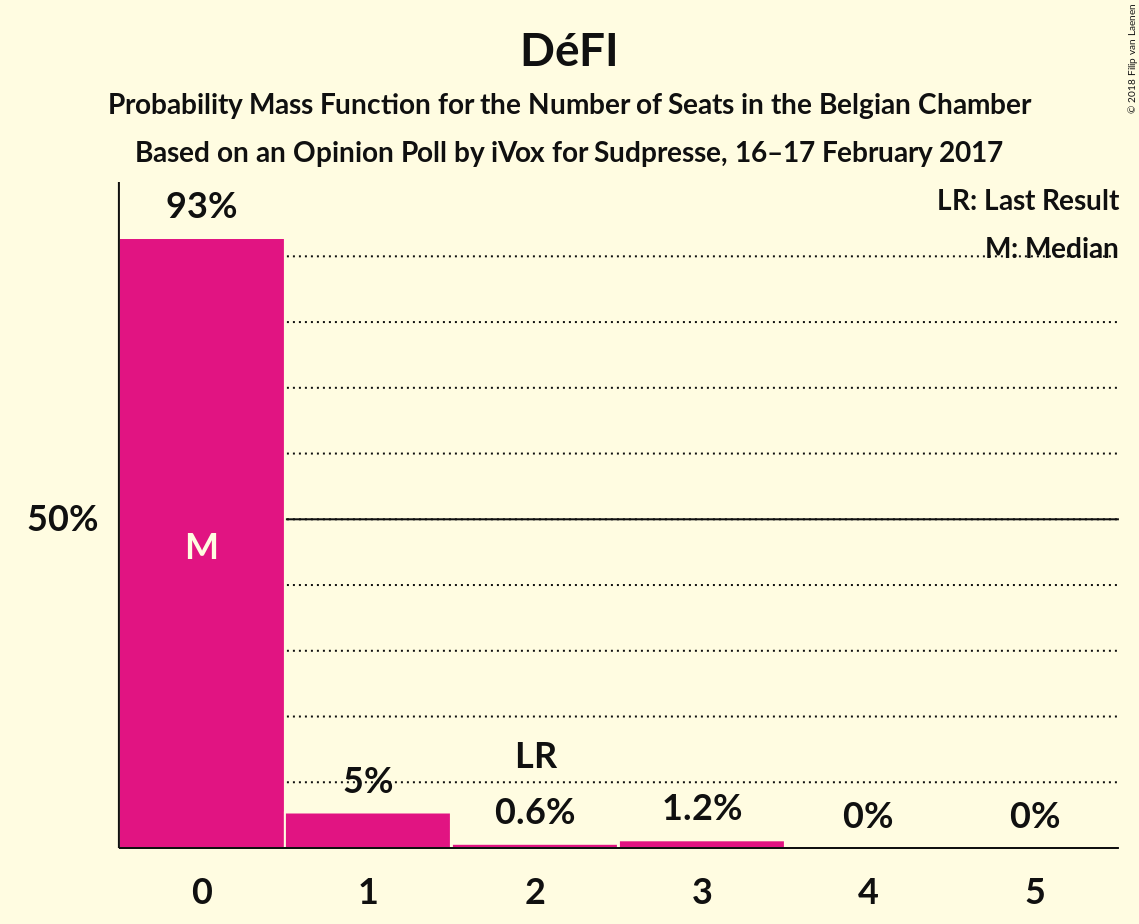 DéFI
Probability Mass Function for the Number of Seats in the Belgian Chamber
Based on an Opinion Poll by iVox for Sudpresse, 16–17 February 2017
© 2018 Filip van Laenen
LR: Last Result
M: Median
93%
50%
M
LR
5%
0.6%
1.2%
0%
0%
0 1 2 3 4 5